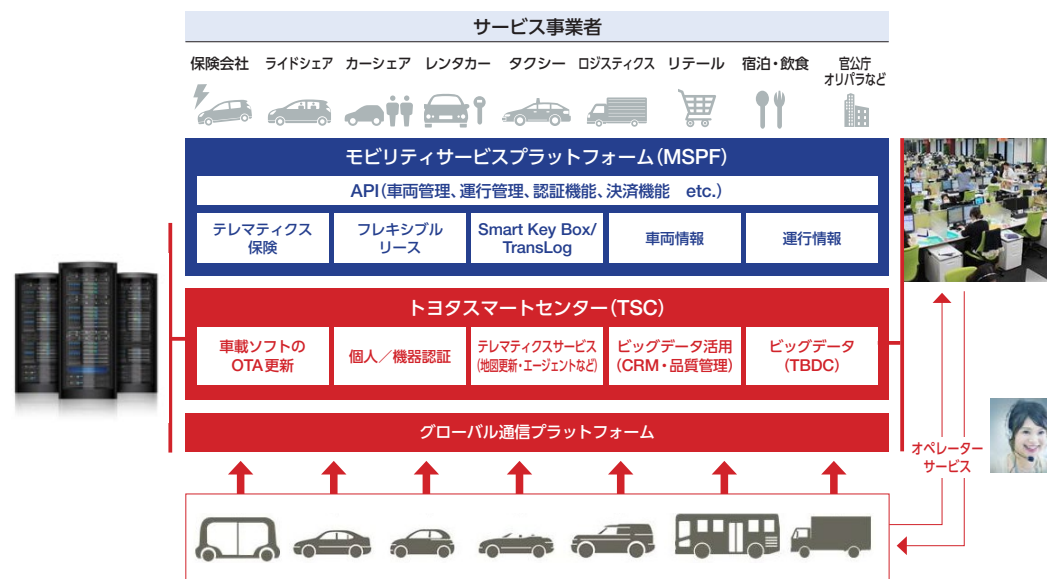 サービス事業者
保険会社
ライドシェア
カーシェア
レンタカー
タクシー
ロジスティクス
リテール
宿泊・飲食
官公庁
オリパラなど
モビリティサービスプラットフォーム(MSPF)
API(車両管理、運行管理、認証機能、決済機能 etc.)
テレマティクス
保険
フレキシブル
リース
Smart Key Box/
TransLog
車両情報
運行情報
トヨタスマートセンター(TSC)
車載ソフトの
OTA更新
個人／機器認証
テレマティクスサービス
(地図更新・エージェントなど)
ビッグデータ活用
(CRM・品質管理)
ビッグデータ
(TBDC)
グローバル通信プラットフォーム
オペレーター
サービス